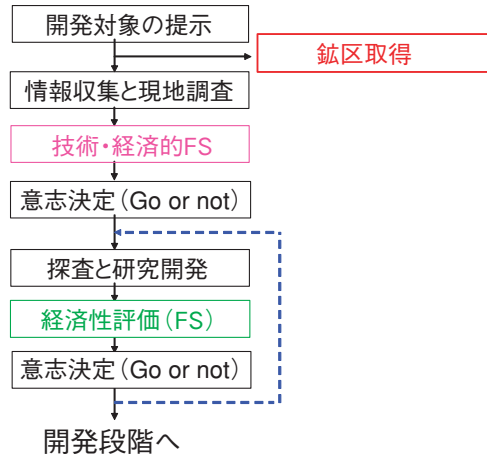 開発対象の提示
鉱区取得
情報収集と現地調査
技術・経済的FS
意志決定(Go or not)
探査と研究開発
経済性評価(FS)
意志決定(Go or not)
開発段階へ